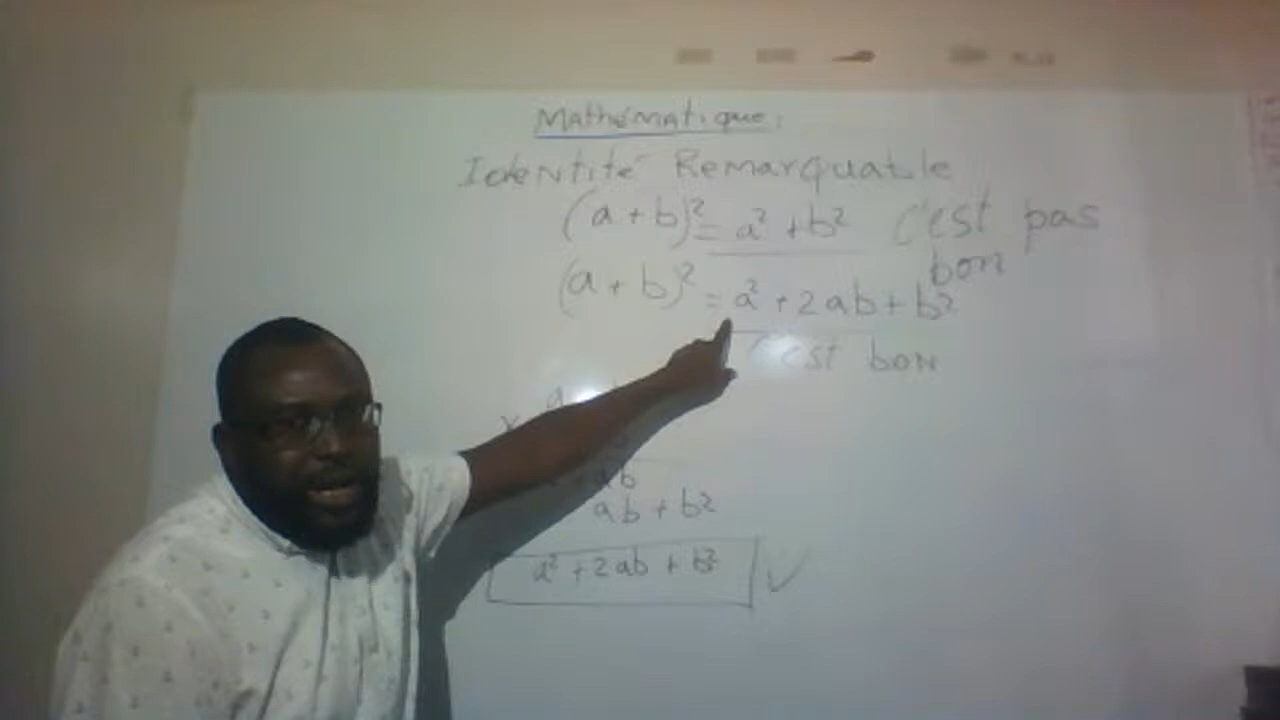 Mathématique:
Identité Remarquable
(a + b)² = a² + b² c'est pas
bon
(a + b)² = a² + 2ab + b²
c'est bon
x a
ab
ab + b²
a² + 2ab + b² ✓